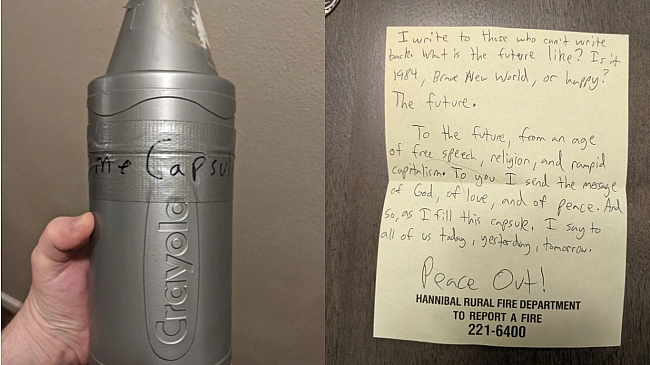 ime Capsul
Crayola
I write to those who can't write
back. What is the future like? Is it
1984, Brave New World, or happy?
The future.
To the future, from an age
of free speech, religion, and rampid
capitalism. To you I send the message
of God, of love, and of peace. And
so, as I fill this capsule, I say to
all of us today, yesterday, tomorrow.
Peace Out!
HANNIBAL RURAL FIRE DEPARTMENT
TO REPORT A FIRE
221-6400